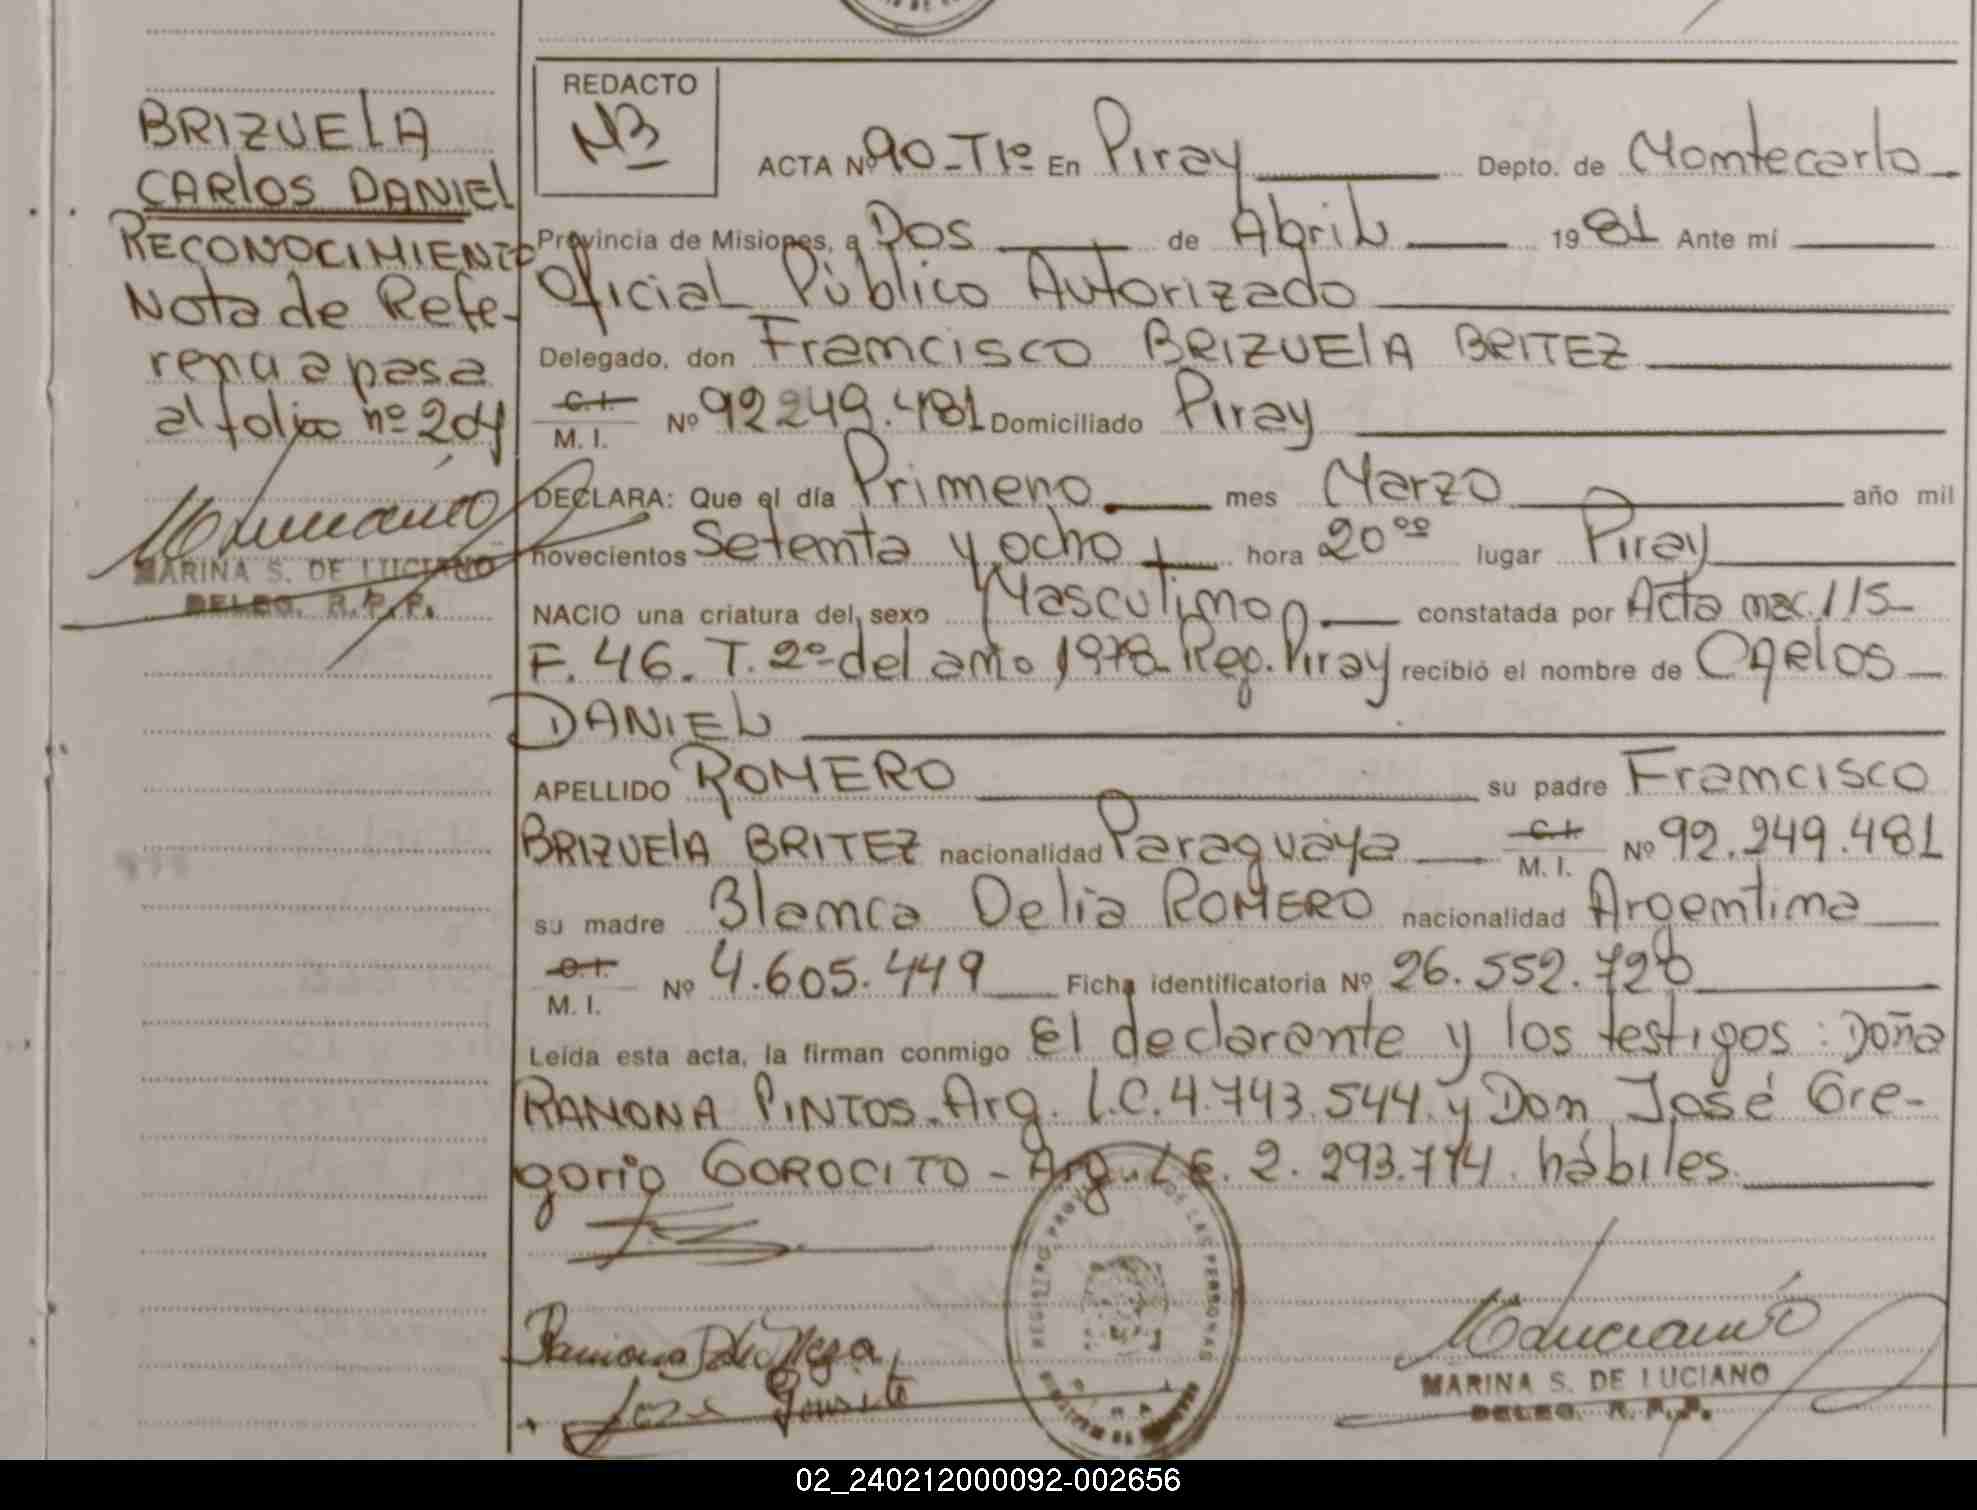 BRIZUELA
CARLOS DANIEL
RECONOCIMIENTO
Nota de Refe-
rencia pasa
al folio nº 204
MARINA S. DE LUCIANO
DELEG. R.P.P.
REDACTO
ACTA Nº 90-T1º En Piray Depto. de Montecarlo
Provincia de Misiones, a Dos de Abril 1981 Ante mí
Oficial Público Autorizado
Delegado, don Francisco BRIZUELA BRITEZ
C.I. M. I. Nº 92249.481 Domiciliado Piray
DECLARA: Que el día Primero mes Marzo año mil
novecientos Setenta y ocho hora 20ºº lugar Piray
NACIO una criatura del sexo Masculino constatada por Acta nac. 115-
F. 46. T. 2º del año 1978 Reg. Piray recibió el nombre de CARLOS
DANIEL
APELLIDO ROMERO su padre Francisco
BRIZUELA BRITEZ nacionalidad Paraguaya C.I. M. I. Nº 92.249.481
su madre Blanca Delia ROMERO nacionalidad Argentina
C.I. M. I. Nº 4.605.449 Ficha identificatoria Nº 26.552.728
Leída esta acta, la firman conmigo El declarante y los testigos: Doña
RAMONA PINTOS. Arg. L.C. 4.743.544. y Don José Gre-
gorio GOROCITO - Arg. L.E. 2.293.774. hábiles.
REGISTRO PROV. DE LAS PERSONAS
MARINA S. DE LUCIANO
DELEG. R.P.P.
02_240212000092-002656